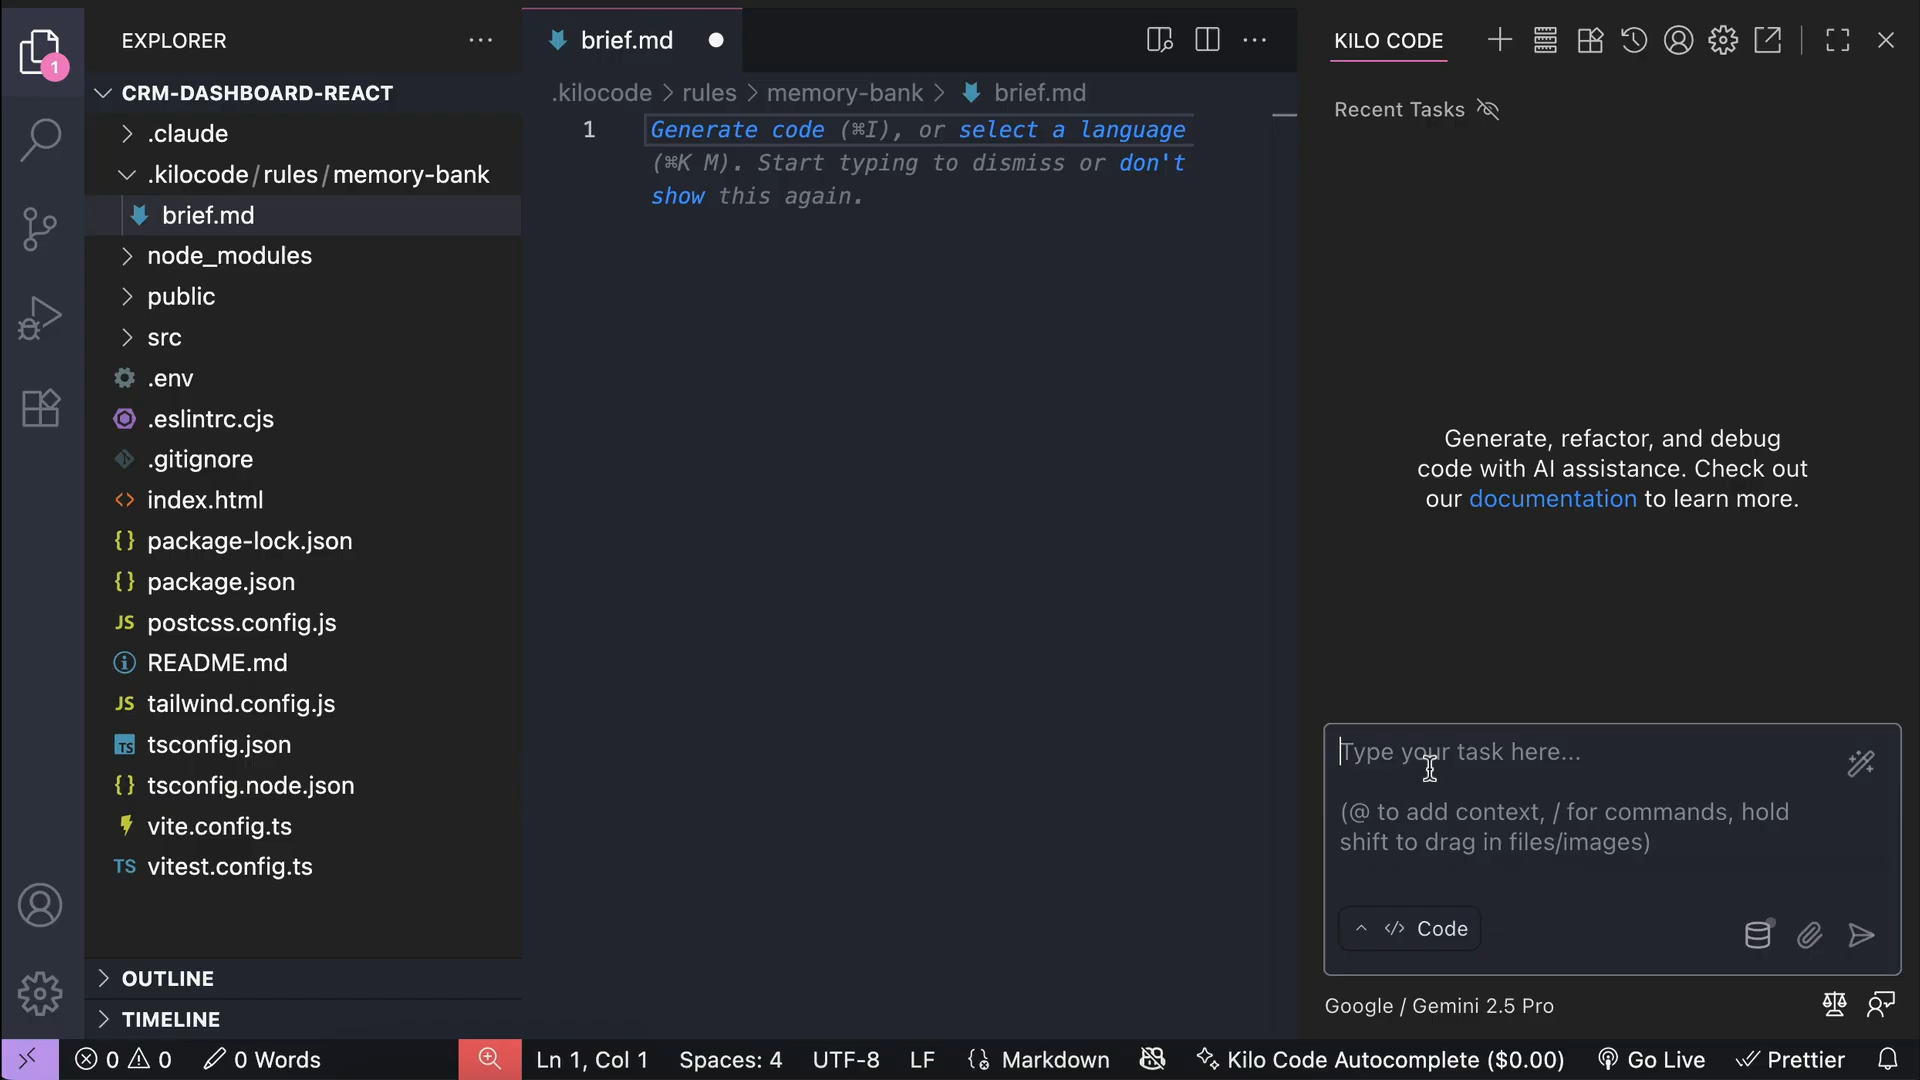 1
EXPLORER
CRM-DASHBOARD-REACT
.claude
.kilocode/rules/memory-bank
brief.md
node_modules
public
src
.env
.eslintrc.cjs
.gitignore
index.html
package-lock.json
package.json
postcss.config.js
README.md
tailwind.config.js
tsconfig.json
tsconfig.node.json
vite.config.ts
vitest.config.ts
OUTLINE
TIMELINE
brief.md
.kilocode > rules > memory-bank > brief.md
1
Generate code (⌘I), or select a language
(⌘K M). Start typing to dismiss or don't
show this again.
KILO CODE
Recent Tasks
Generate, refactor, and debug
code with AI assistance. Check out
our documentation to learn more.
Type your task here...
(@ to add context, / for commands, hold
shift to drag in files/images)
Code
Google / Gemini 2.5 Pro
0 0 0 Words Ln 1, Col 1 Spaces: 4 UTF-8 LF Markdown Kilo Code Autocomplete ($0.00) Go Live Prettier